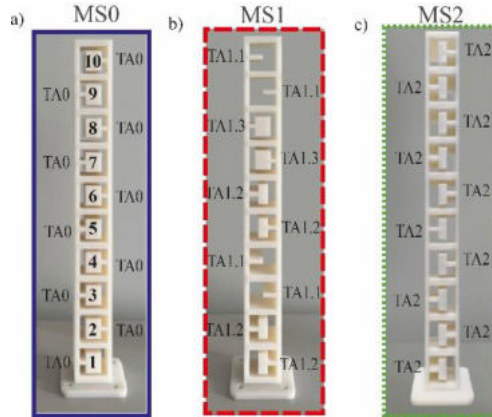 a) MS0
10 TA0
TA0 9
8 TA0
TA0 7
6 TA0
TA0 5
4 TA0
TA0 3
2 TA0
TA0 1
b) MS1
TA1.1
TA1.1
TA1.3
TA1.3
TA1.2
TA1.2
TA1.1
TA1.1
TA1.2
TA1.2
c) MS2
TA2
TA2
TA2
TA2
TA2
TA2
TA2
TA2
TA2
TA2